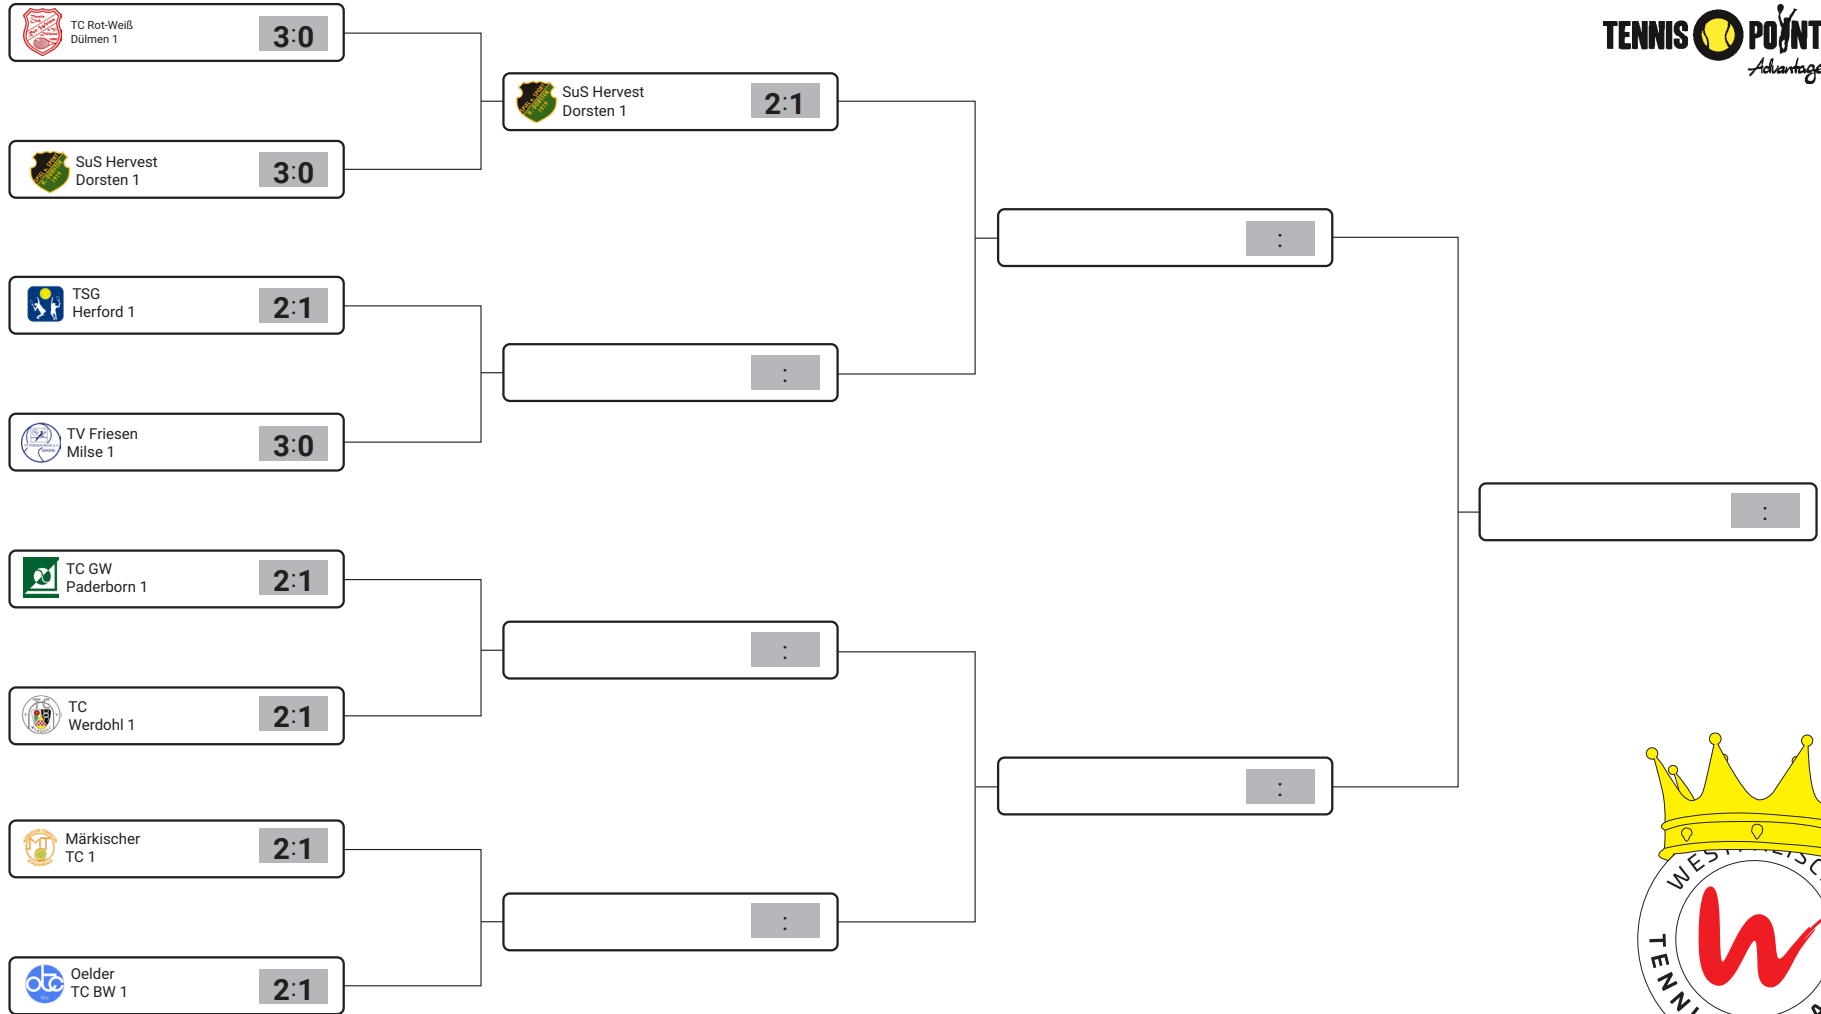 TC Rot-Weiß
Dülmen 1
3:0
SuS Hervest
Dorsten 1
3:0
TSG
Herford 1
2:1
TV Friesen
Milse 1
3:0
TC GW
Paderborn 1
2:1
TC
Werdohl 1
2:1
Märkischer
TC 1
2:1
Oelder
TC BW 1
2:1
SuS Hervest
Dorsten 1
2:1
:
:
:
:
:
:
TENNIS POINT
Advantage